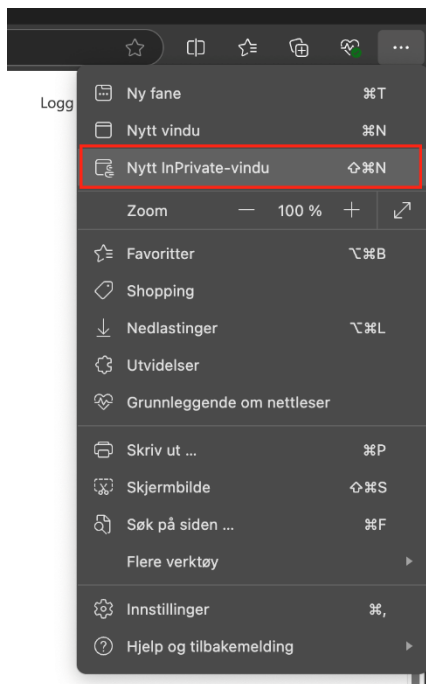 Logg
Ny fane ⌘T
Nytt vindu ⌘N
Nytt InPrivate-vindu ⇧⌘N
Zoom — 100 % +
Favoritter ⌥⌘B
Shopping
Nedlastinger ⌥⌘L
Utvidelser
Grunnleggende om nettleser
Skriv ut ... ⌘P
Skjermbilde ⇧⌘S
Søk på siden ... ⌘F
Flere verktøy
Innstillinger ⌘,
Hjelp og tilbakemelding